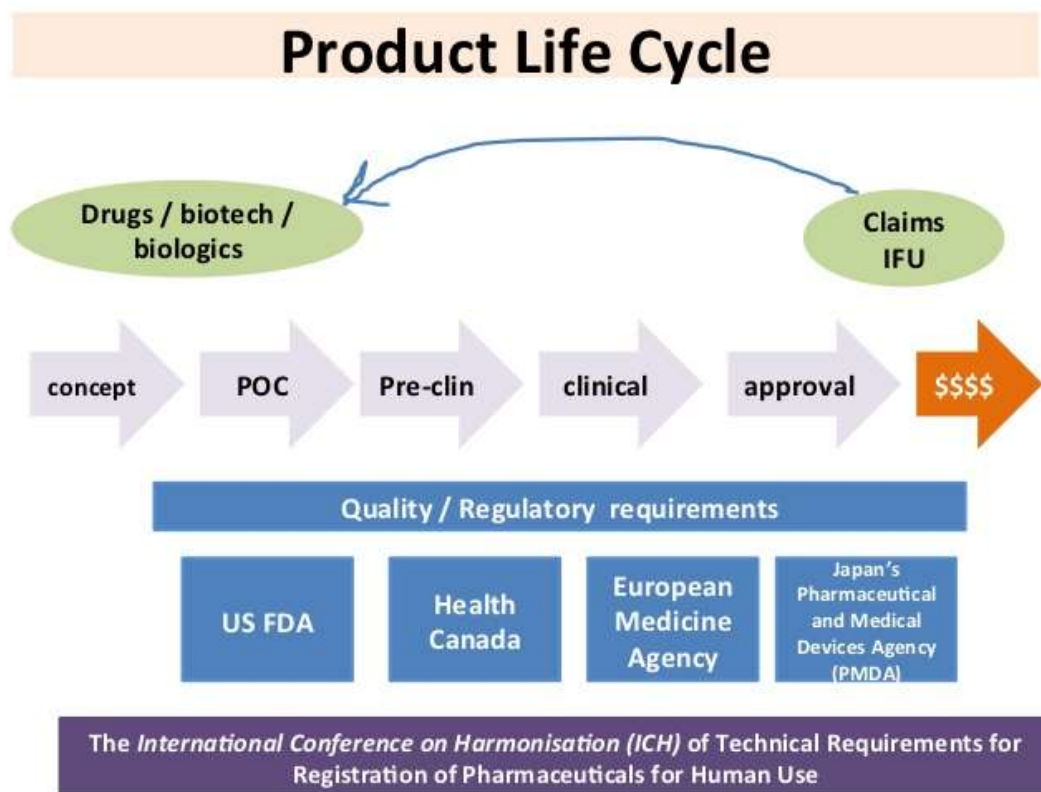 Product Life Cycle
Drugs / biotech /
biologics
Claims
IFU
concept
POC
Pre-clin
clinical
approval
$$$$
Quality / Regulatory requirements
US FDA
Health
Canada
European
Medicine
Agency
Japan's
Pharmaceutical
and Medical
Devices Agency
(PMDA)
The International Conference on Harmonisation (ICH) of Technical Requirements for
Registration of Pharmaceuticals for Human Use